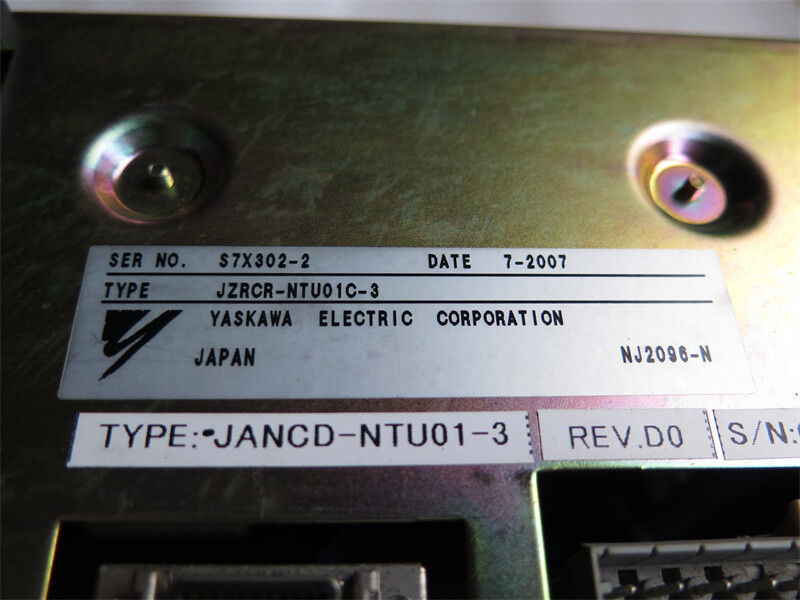 SER NO. S7X302-2 DATE 7-2007
TYPE JZRCR-NTU01C-3
YASKAWA ELECTRIC CORPORATION
JAPAN NJ2096-N
TYPE:•JANCD-NTU01-3 REV.D0 S/N: